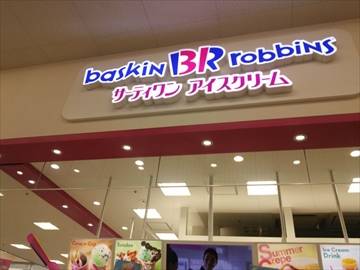 baskin BR robbins
サーティワン アイスクリーム
Sundae
Summer
Crepe
Ice Cream
Drink